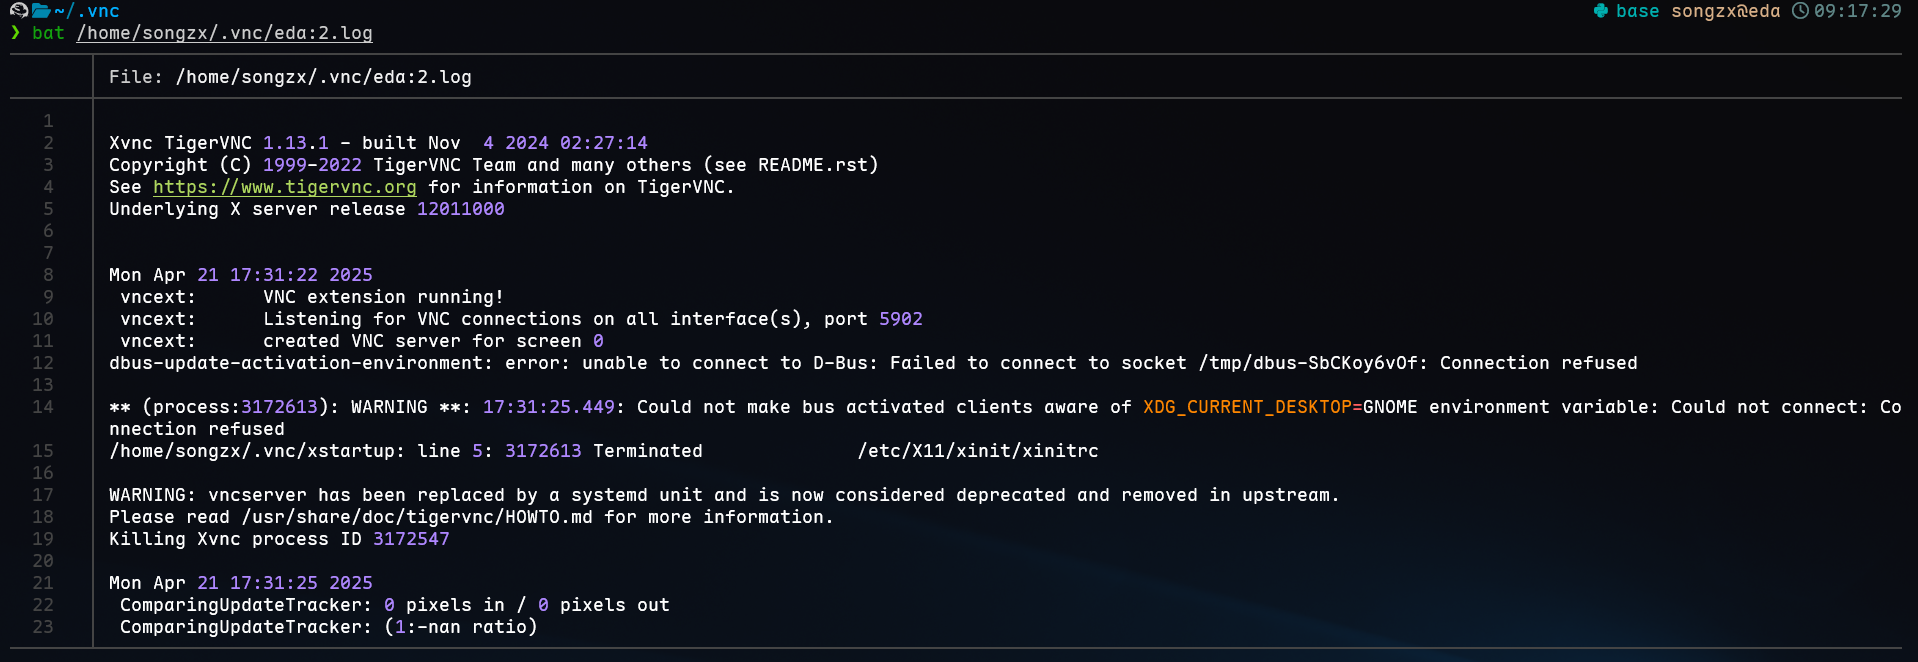 ~/.vnc base songzx@eda 09:17:29
❯ bat /home/songzx/.vnc/eda:2.log
File: /home/songzx/.vnc/eda:2.log
1
2 Xvnc TigerVNC 1.13.1 - built Nov  4 2024 02:27:14
3 Copyright (C) 1999-2022 TigerVNC Team and many others (see README.rst)
4 See https://www.tigervnc.org for information on TigerVNC.
5 Underlying X server release 12011000
6
7
8 Mon Apr 21 17:31:22 2025
9  vncext:      VNC extension running!
10  vncext:      Listening for VNC connections on all interface(s), port 5902
11  vncext:      created VNC server for screen 0
12 dbus-update-activation-environment: error: unable to connect to D-Bus: Failed to connect to socket /tmp/dbus-SbCKoy6vOf: Connection refused
13
14 ** (process:3172613): WARNING **: 17:31:25.449: Could not make bus activated clients aware of XDG_CURRENT_DESKTOP=GNOME environment variable: Could not connect: Co
nnection refused
15 /home/songzx/.vnc/xstartup: line 5: 3172613 Terminated              /etc/X11/xinit/xinitrc
16
17 WARNING: vncserver has been replaced by a systemd unit and is now considered deprecated and removed in upstream.
18 Please read /usr/share/doc/tigervnc/HOWTO.md for more information.
19 Killing Xvnc process ID 3172547
20
21 Mon Apr 21 17:31:25 2025
22  ComparingUpdateTracker: 0 pixels in / 0 pixels out
23  ComparingUpdateTracker: (1:-nan ratio)